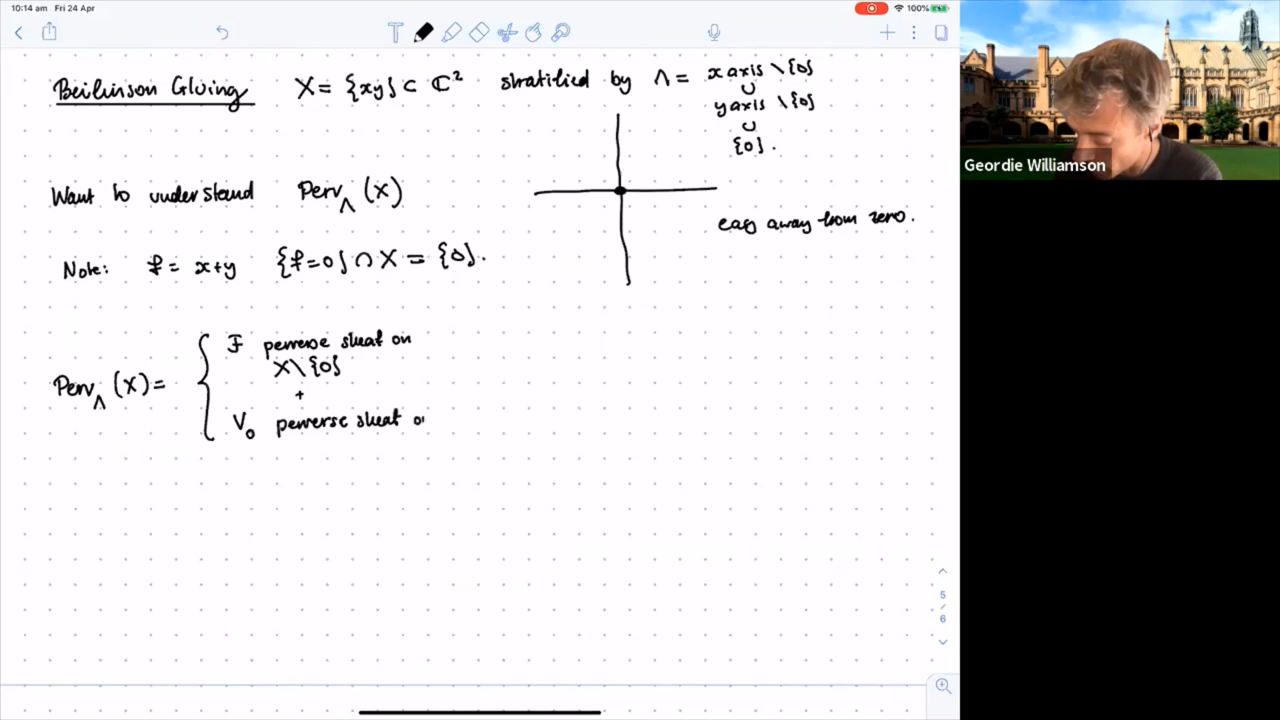 10:14 am Fri 24 Apr
100%
Beilinson Gluing X = {xy} ⊂ ℂ² stratified by Λ = x axis \ {0}
∪
y axis \ {0}
∪
{0}.
Want to understand Perv_Λ (X)
easy away from zero.
Note: f = x+y {f=0} ∩ X = {0}.
Perv_Λ (X) = { F perverse sheaf on
X \ {0}
+
V₀ perverse sheaf o
5
/
6
Geordie Williamson